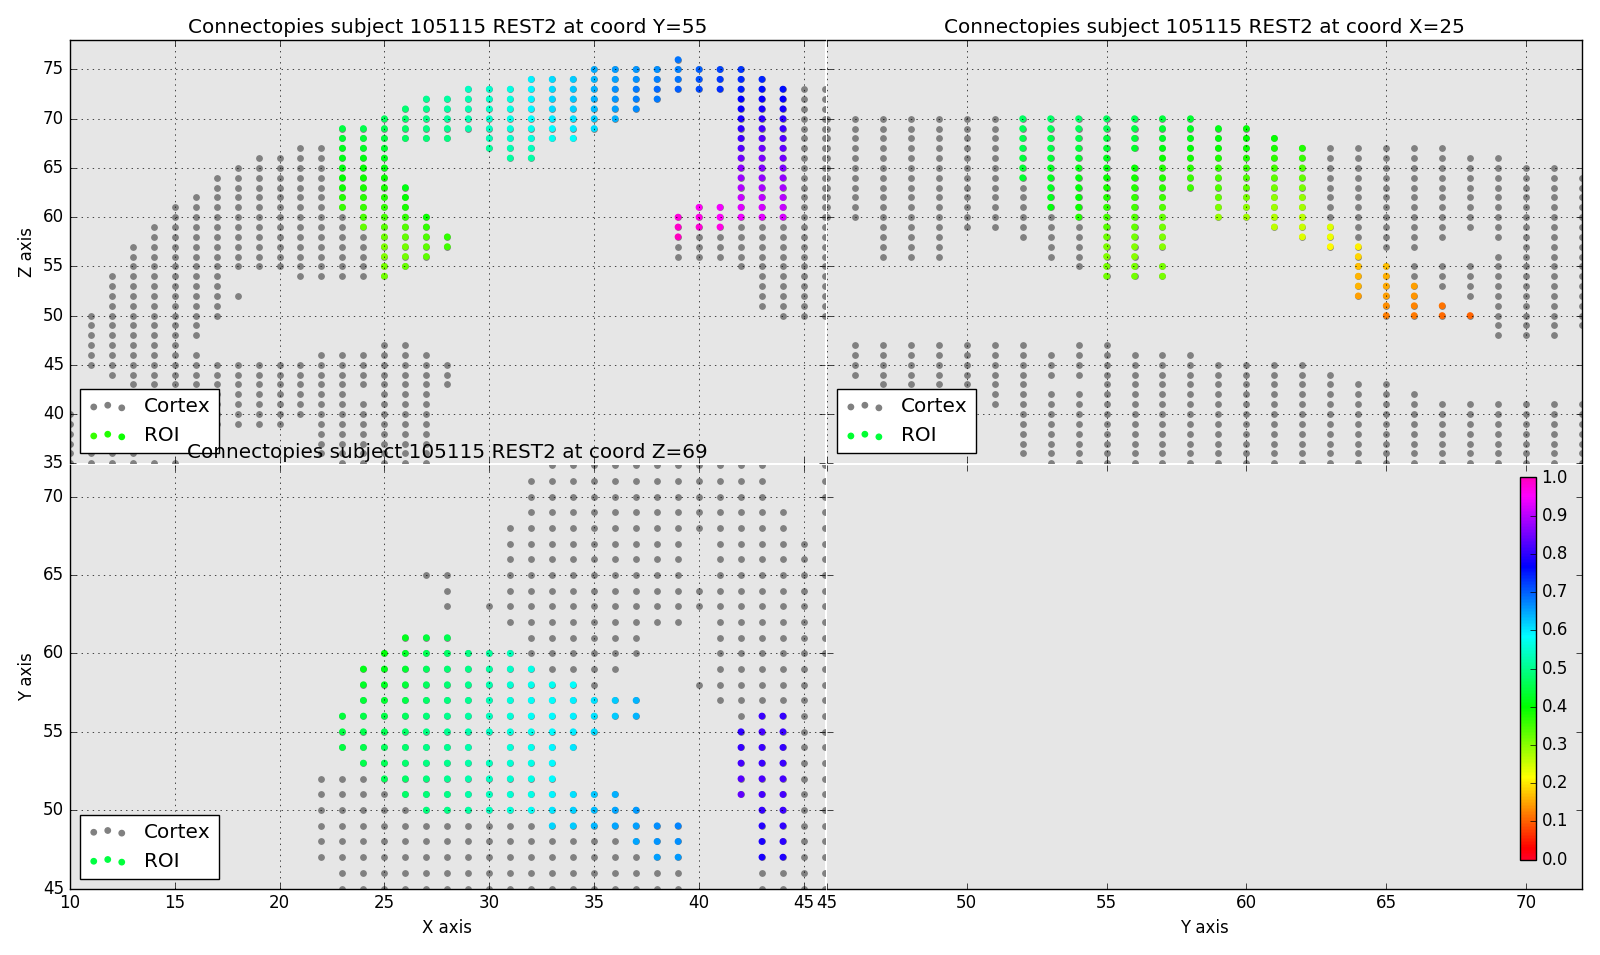 Connectopies subject 105115 REST2 at coord Y=55
Connectopies subject 105115 REST2 at coord X=25
75
70
65
60
55
50
45
40
35
Z axis
Cortex
ROI
Cortex
ROI
Connectopies subject 105115 REST2 at coord Z=69
70
65
60
55
50
45
Y axis
Cortex
ROI
1.0
0.9
0.8
0.7
0.6
0.5
0.4
0.3
0.2
0.1
0.0
10 15 20 25 30 35 40 45
45 50 55 60 65 70
X axis
Y axis